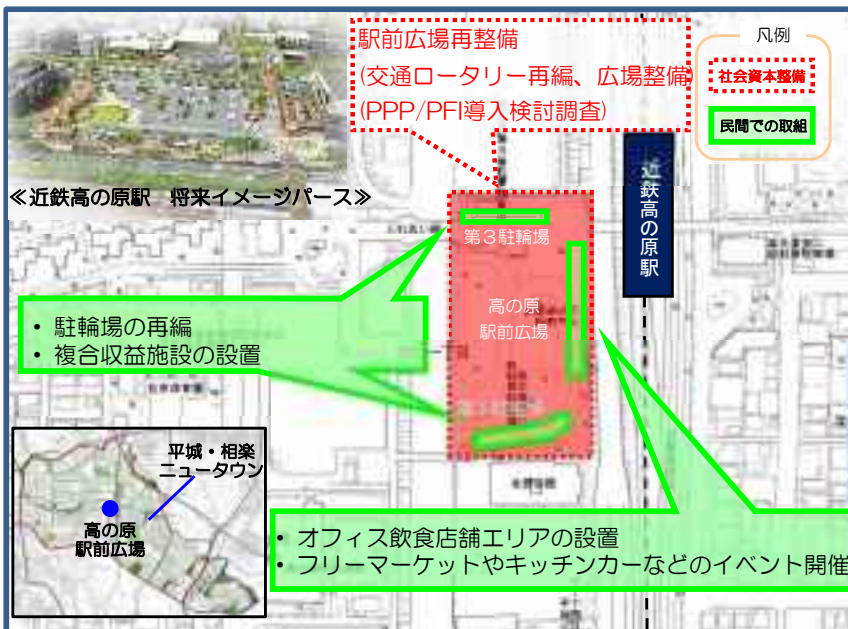 駅前広場再整備
(交通ロータリー再編、広場整備)
(PPP/PFI導入検討調査)
凡例
社会資本整備
民間での取組
≪近鉄高の原駅 将来イメージパース≫
近鉄高の原駅
第3駐輪場
高の原
駅前広場
• 駐輪場の再編
• 複合収益施設の設置
平城・相楽
ニュータウン
高の原
駅前広場
• オフィス飲食店舗エリアの設置
• フリーマーケットやキッチンカーなどのイベント開催